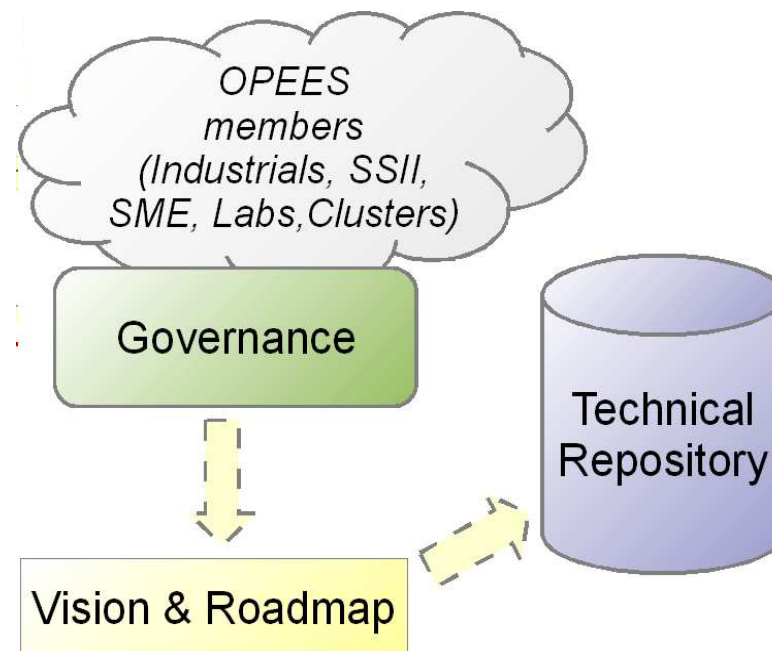 OPEES
members
(Industrials, SSII,
SME, Labs,Clusters)
Governance
Technical
Repository
Vision & Roadmap